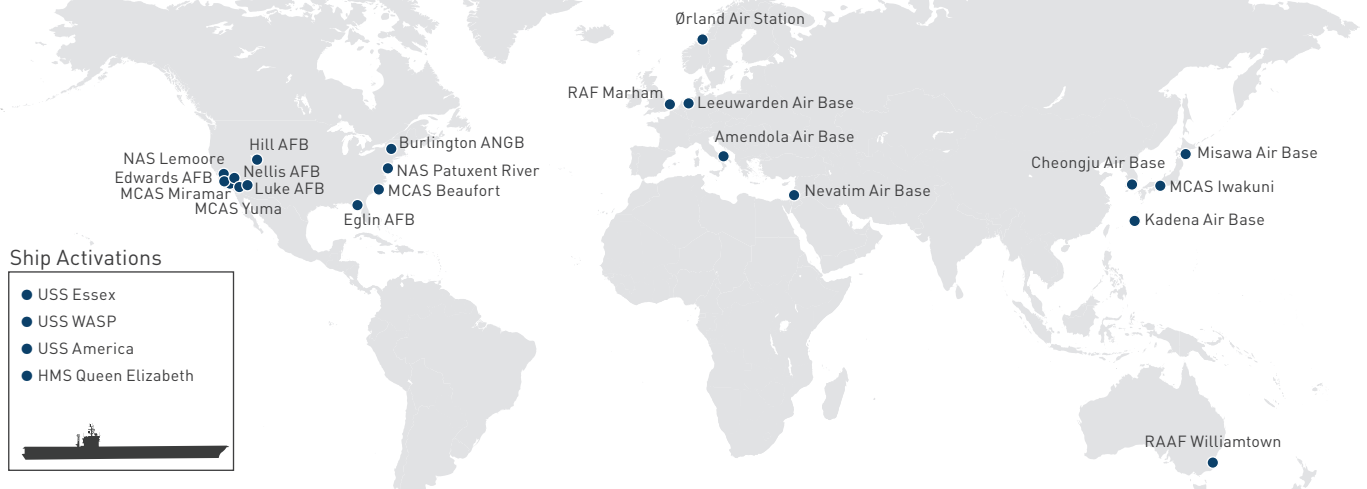 Ørland Air Station
RAF Marham
Leeuwarden Air Base
Amendola Air Base
Nevatim Air Base
Hill AFB
Burlington ANGB
NAS Lemoore
Edwards AFB
Nellis AFB
NAS Patuxent River
MCAS Miramar
Luke AFB
MCAS Beaufort
MCAS Yuma
Eglin AFB
Cheongju Air Base
Misawa Air Base
MCAS Iwakuni
Kadena Air Base
RAAF Williamtown
Ship Activations
USS Essex
USS WASP
USS America
HMS Queen Elizabeth